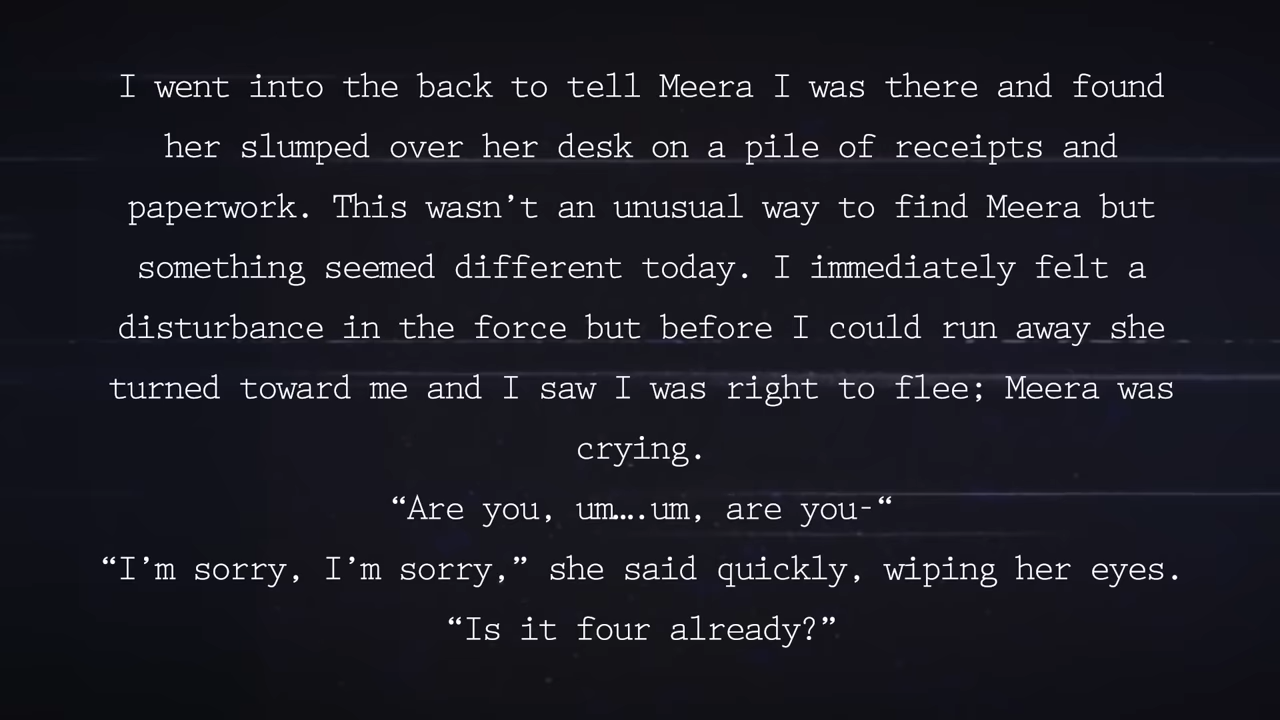 I went into the back to tell Meera I was there and found
her slumped over her desk on a pile of receipts and
paperwork. This wasn’t an unusual way to find Meera but
something seemed different today. I immediately felt a
disturbance in the force but before I could run away she
turned toward me and I saw I was right to flee; Meera was
crying.
“Are you, um….um, are you-“
“I’m sorry, I’m sorry,” she said quickly, wiping her eyes.
“Is it four already?”